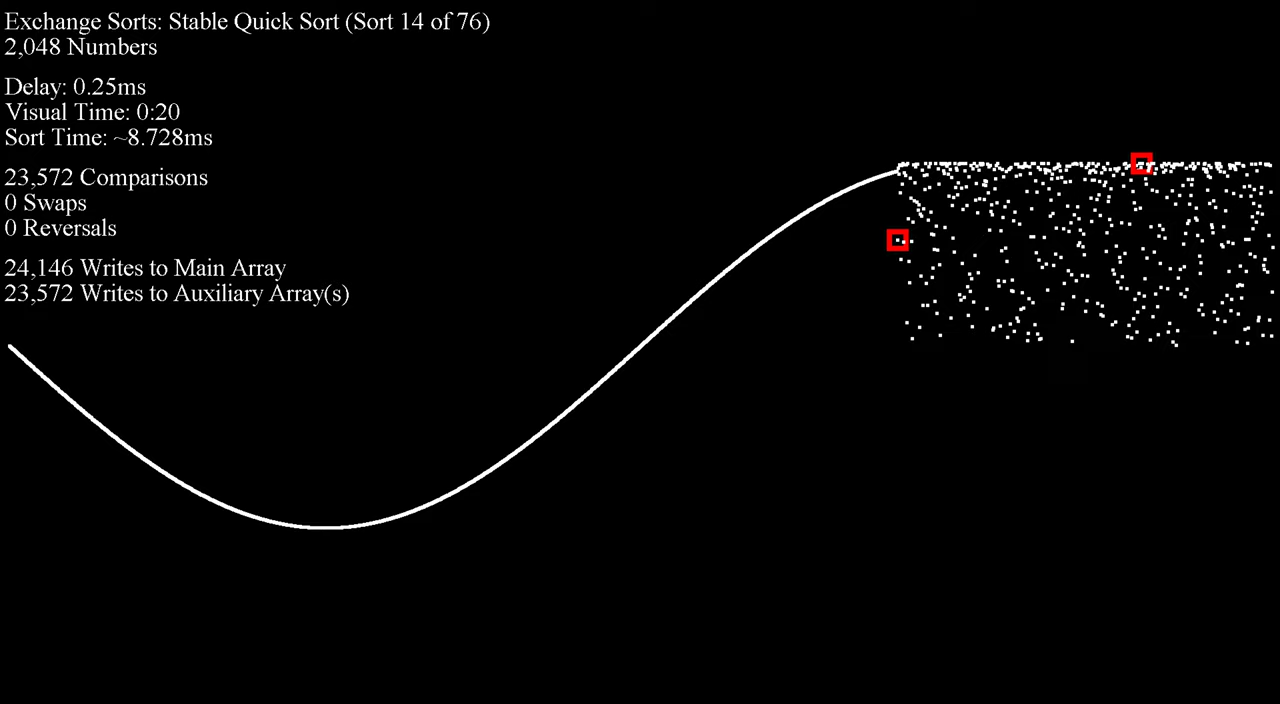 Exchange Sorts: Stable Quick Sort (Sort 14 of 76)
2,048 Numbers
Delay: 0.25ms
Visual Time: 0:20
Sort Time: ~8.728ms
23,572 Comparisons
0 Swaps
0 Reversals
24,146 Writes to Main Array
23,572 Writes to Auxiliary Array(s)